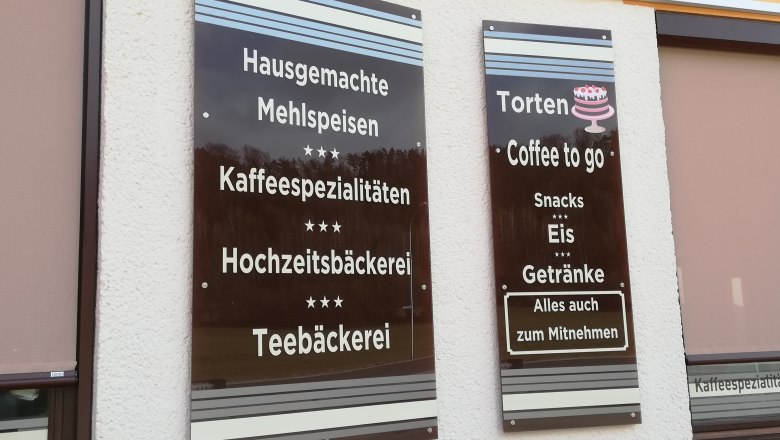 Hausgemachte
Mehlspeisen
***
Kaffeespezialitäten
***
Hochzeitsbäckerei
***
Teebäckerei
Torten
Coffee to go
Snacks
***
Eis
***
Getränke
Alles auch
zum Mitnehmen